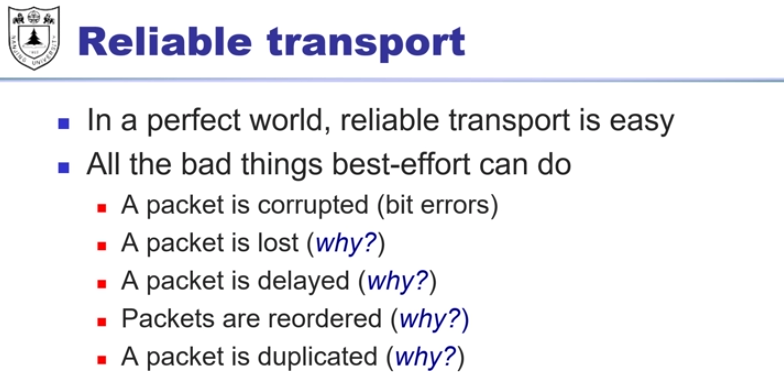 Reliable transport
In a perfect world, reliable transport is easy
All the bad things best-effort can do
A packet is corrupted (bit errors)
A packet is lost (why?)
A packet is delayed (why?)
Packets are reordered (why?)
A packet is duplicated (why?)